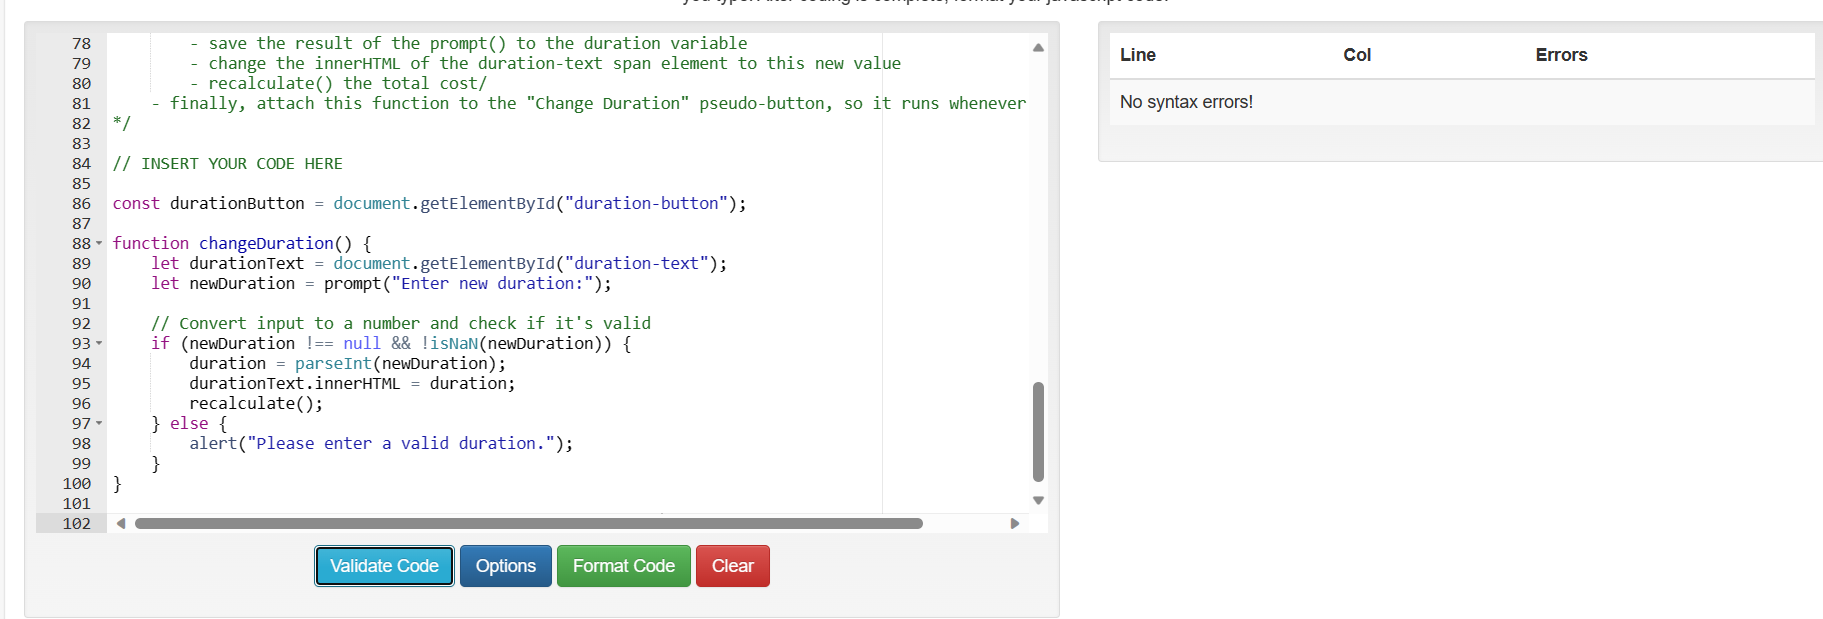 you type. After coding is complete, format your javascript code.
78 - save the result of the prompt() to the duration variable
79 - change the innerHTML of the duration-text span element to this new value
80 - recalculate() the total cost/
81 - finally, attach this function to the "Change Duration" pseudo-button, so it runs whenever
82 */
83
84 // INSERT YOUR CODE HERE
85
86 const durationButton = document.getElementById("duration-button");
87
88 function changeDuration() {
89 let durationText = document.getElementById("duration-text");
90 let newDuration = prompt("Enter new duration:");
91
92 // Convert input to a number and check if it's valid
93 if (newDuration !== null && !isNaN(newDuration)) {
94 duration = parseInt(newDuration);
95 durationText.innerHTML = duration;
96 recalculate();
97 } else {
98 alert("Please enter a valid duration.");
99 }
100 }
101
102
Validate Code Options Format Code Clear
Line Col Errors
No syntax errors!